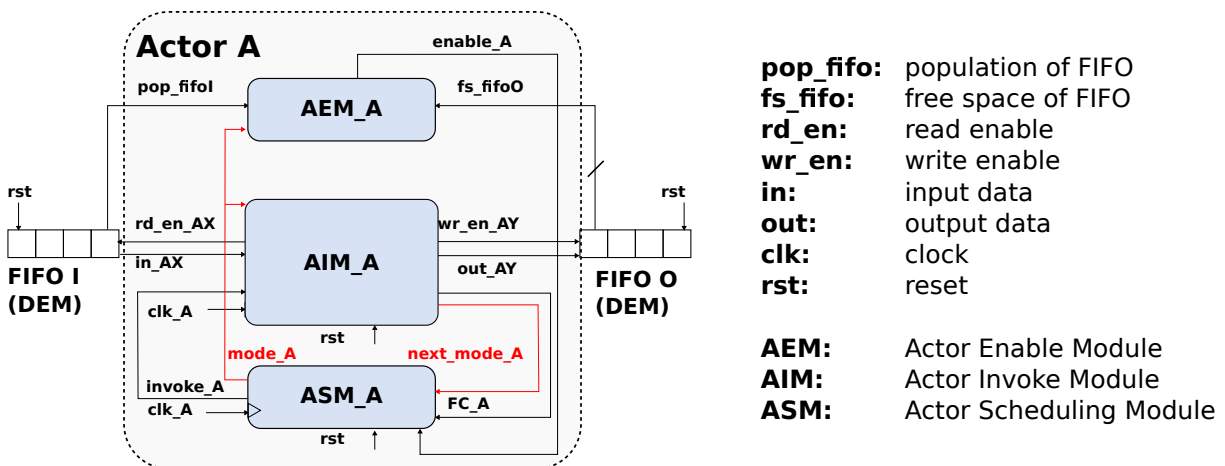 Actor A
enable_A
pop_fifoI
fs_fifoO
AEM_A
rst
rst
rd_en_AX
wr_en_AY
in_AX
AIM_A
out_AY
FIFO I
(DEM)
FIFO O
(DEM)
clk_A
rst
mode_A
next_mode_A
invoke_A
ASM_A
FC_A
clk_A
rst
pop_fifo: population of FIFO
fs_fifo: free space of FIFO
rd_en: read enable
wr_en: write enable
in: input data
out: output data
clk: clock
rst: reset
AEM: Actor Enable Module
AIM: Actor Invoke Module
ASM: Actor Scheduling Module